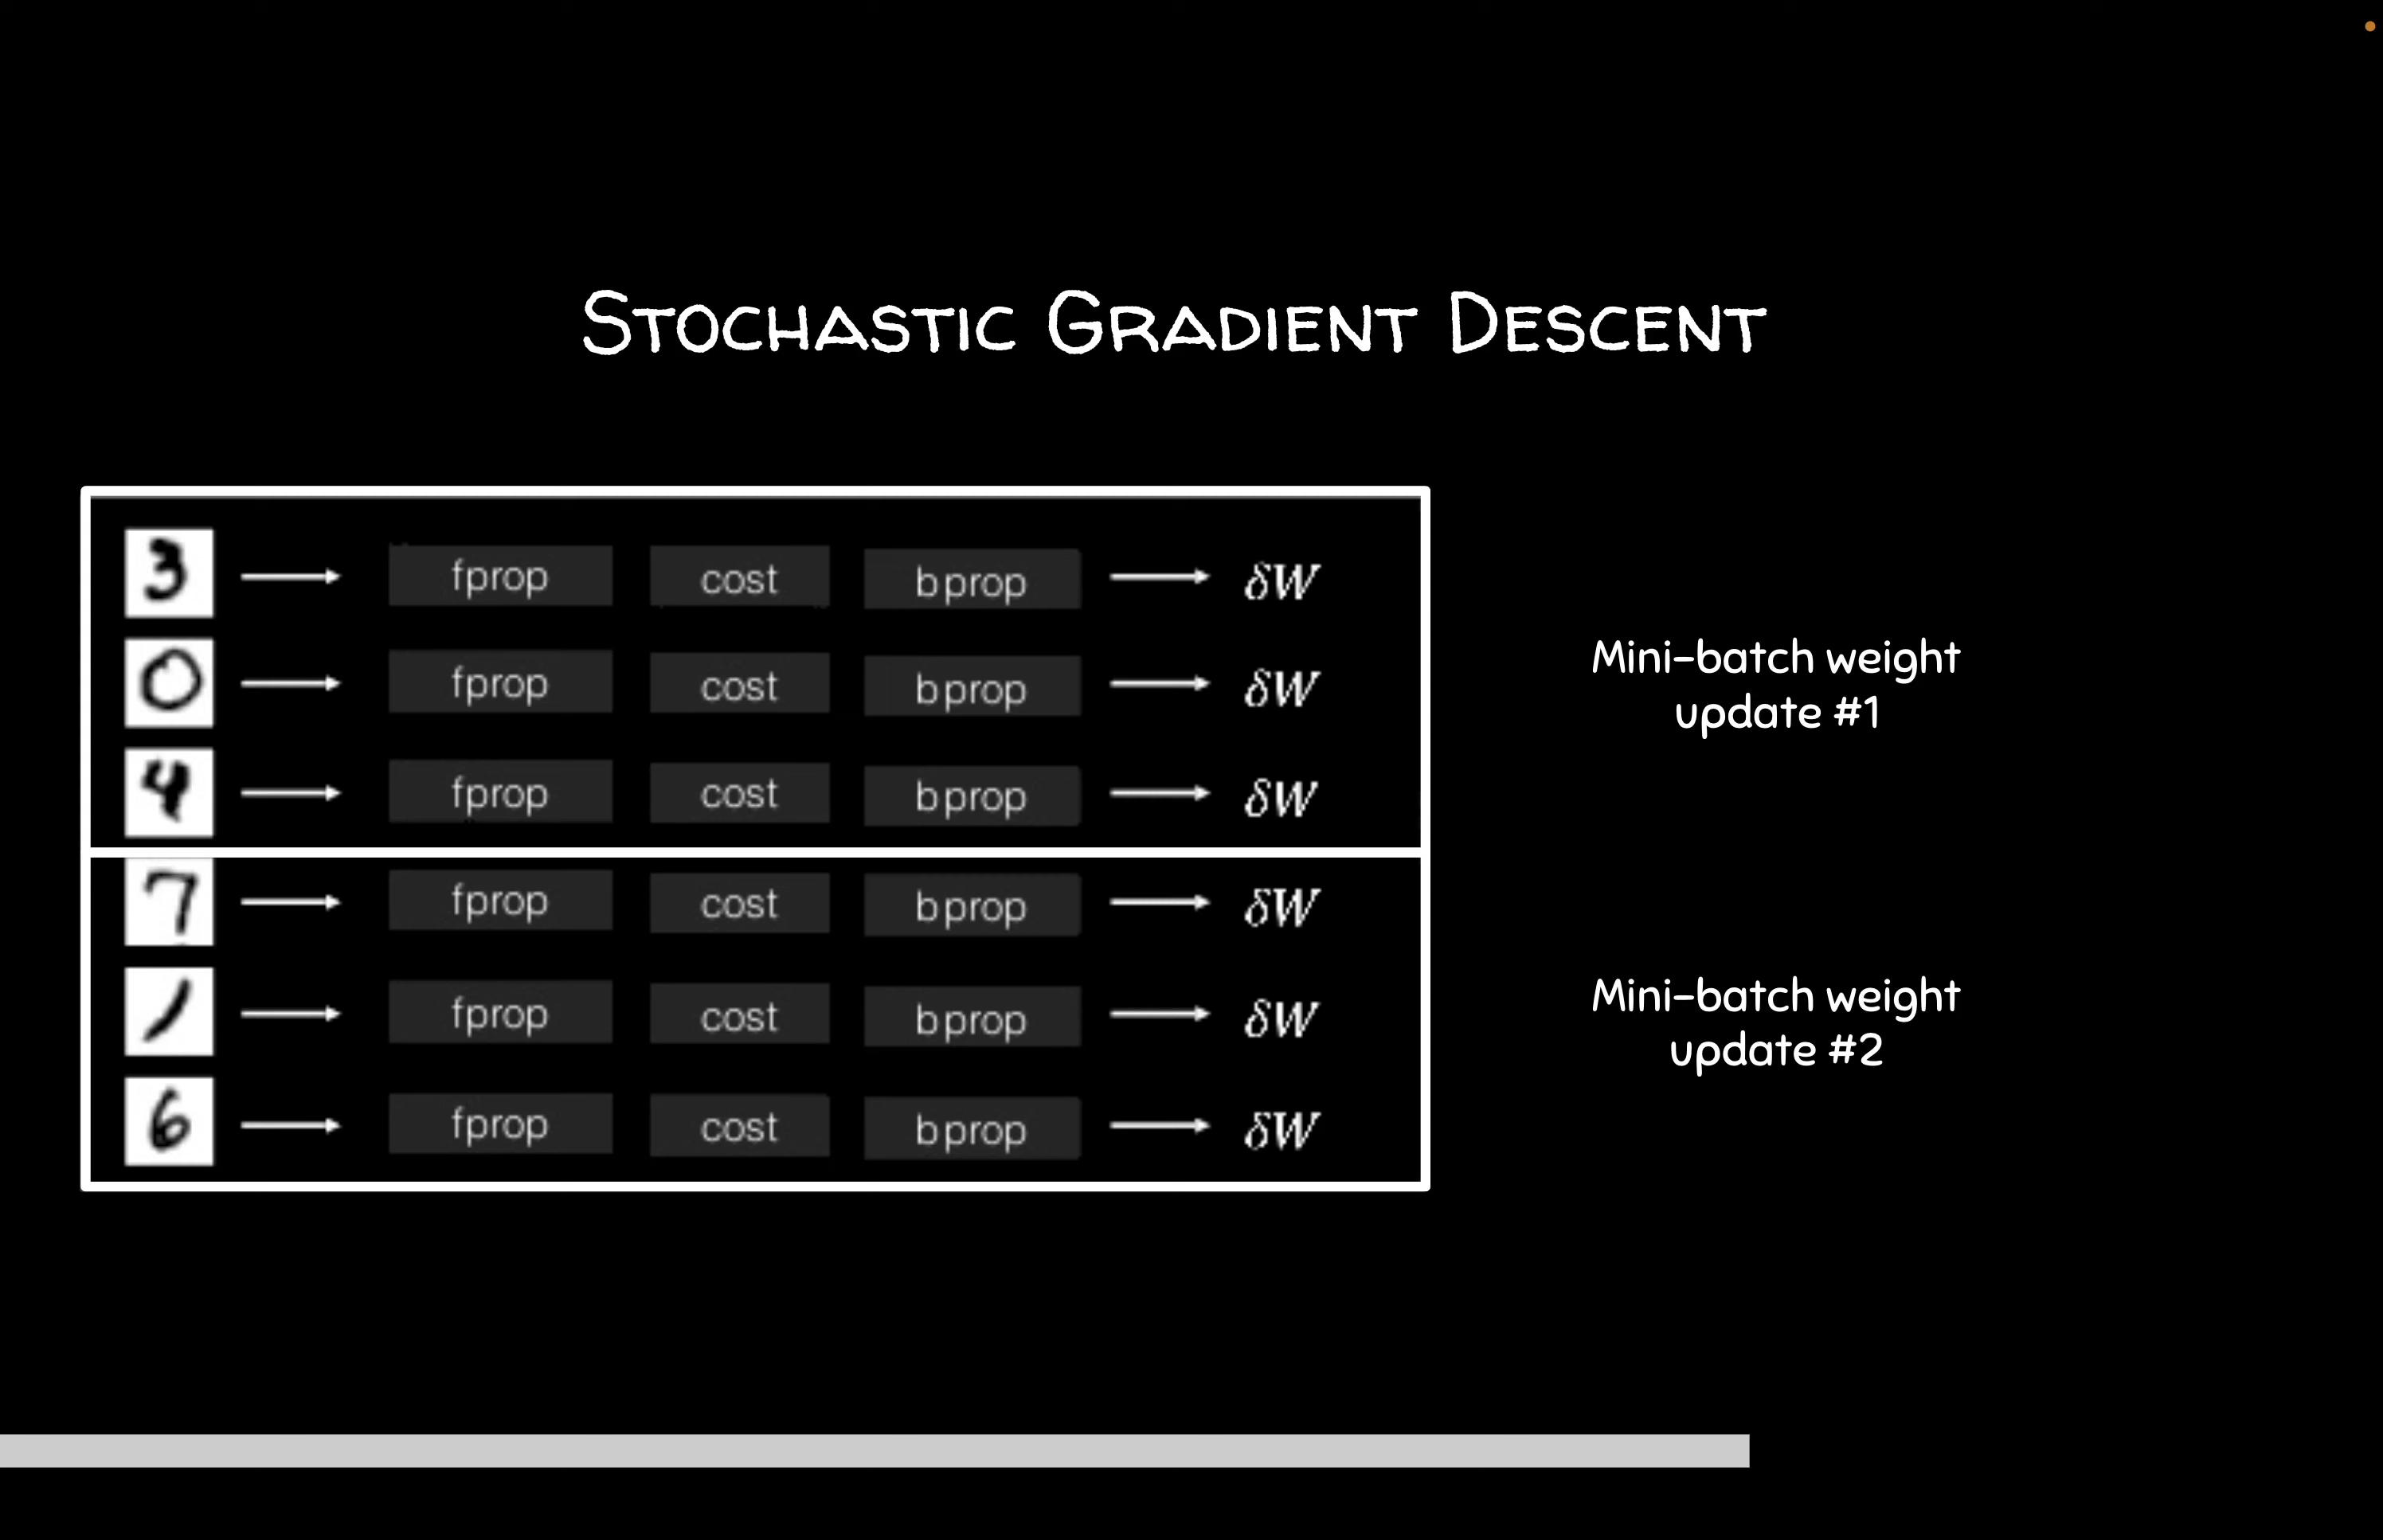 Stochastic Gradient Descent
3 fprop cost bprop δW
0 fprop cost bprop δW
4 fprop cost bprop δW
7 fprop cost bprop δW
1 fprop cost bprop δW
6 fprop cost bprop δW
Mini-batch weight
update #1
Mini-batch weight
update #2